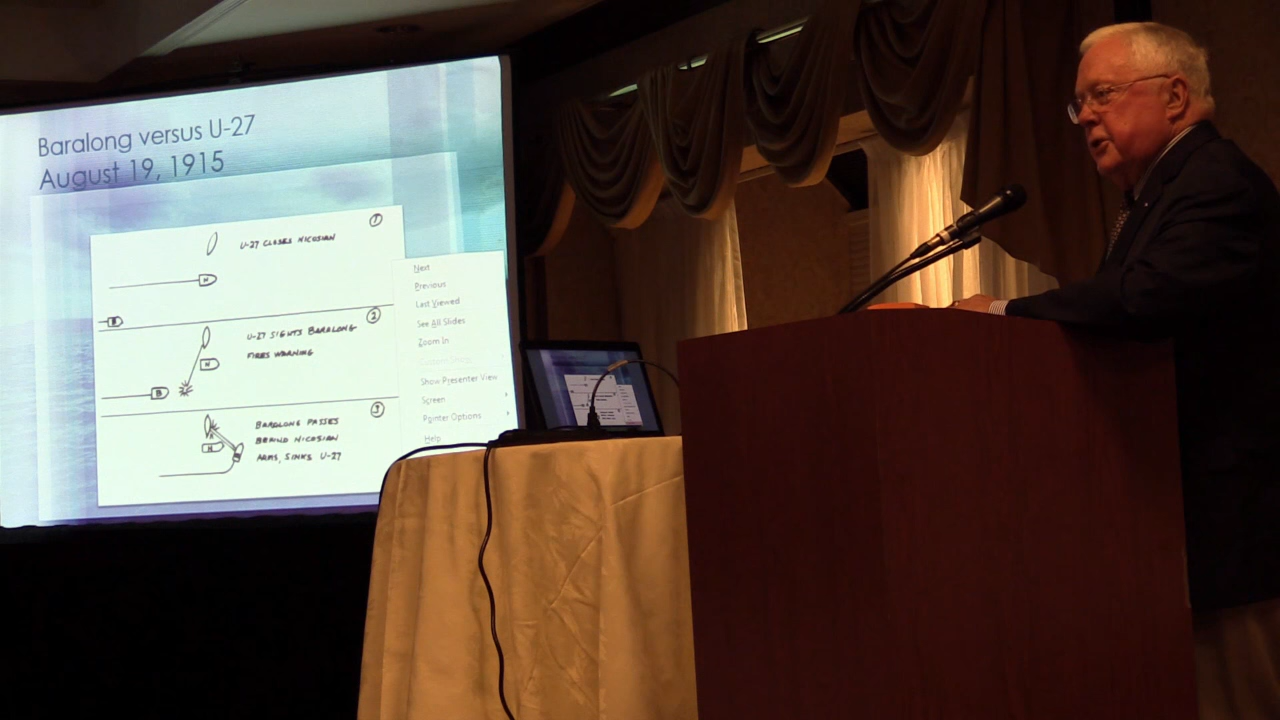 Baralong versus U-27
August 19, 1915
1
U-27 CLOSES NICOSIAN
N
B
2
U-27 SIGHTS BARALONG
FIRES WARNING
N
B
3
BARALONG PASSES
BEHIND NICOSIAN
ARMS, SINKS U-27
N
B
Next
Previous
Last Viewed
See All Slides
Zoom In
Show Presenter View
Screen
Pointer Options
Help